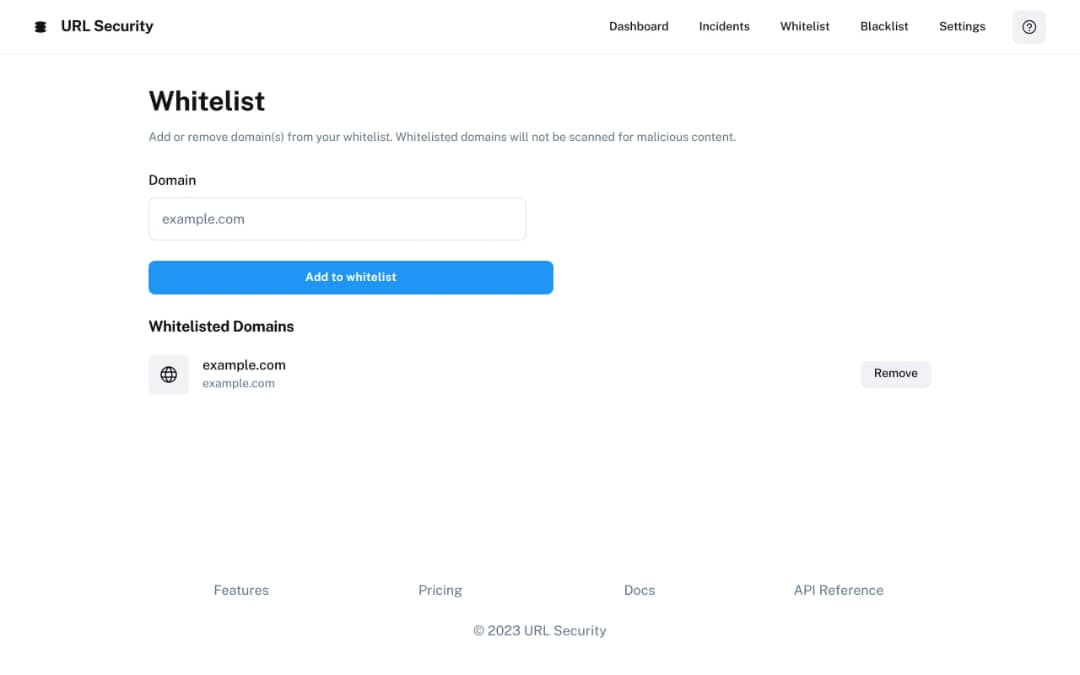 URL Security
Dashboard Incidents Whitelist Blacklist Settings
Whitelist
Add or remove domain(s) from your whitelist. Whitelisted domains will not be scanned for malicious content.
Domain
example.com
Add to whitelist
Whitelisted Domains
example.com
example.com
Remove
Features Pricing Docs API Reference
© 2023 URL Security